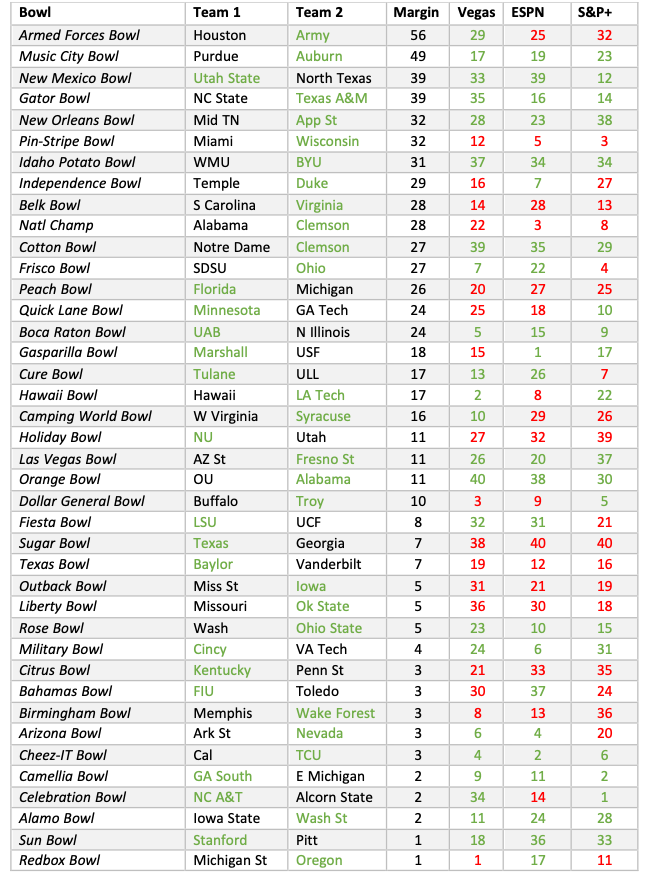 Bowl Team 1 Team 2 Margin Vegas ESPN S&P+
Armed Forces Bowl Houston Army 56 29 25 32
Music City Bowl Purdue Auburn 49 17 19 23
New Mexico Bowl Utah State North Texas 39 33 39 12
Gator Bowl NC State Texas A&M 39 35 16 14
New Orleans Bowl Mid TN App St 32 28 23 38
Pin-Stripe Bowl Miami Wisconsin 32 12 5 3
Idaho Potato Bowl WMU BYU 31 37 34 34
Independence Bowl Temple Duke 29 16 7 27
Belk Bowl S Carolina Virginia 28 14 28 13
Natl Champ Alabama Clemson 28 22 3 8
Cotton Bowl Notre Dame Clemson 27 39 35 29
Frisco Bowl SDSU Ohio 27 7 22 4
Peach Bowl Florida Michigan 26 20 27 25
Quick Lane Bowl Minnesota GA Tech 24 25 18 10
Boca Raton Bowl UAB N Illinois 24 5 15 9
Gasparilla Bowl Marshall USF 18 15 1 17
Cure Bowl Tulane ULL 17 13 26 7
Hawaii Bowl Hawaii LA Tech 17 2 8 22
Camping World Bowl W Virginia Syracuse 16 10 29 26
Holiday Bowl NU Utah 11 27 32 39
Las Vegas Bowl AZ St Fresno St 11 26 20 37
Orange Bowl OU Alabama 11 40 38 30
Dollar General Bowl Buffalo Troy 10 3 9 5
Fiesta Bowl LSU UCF 8 32 31 21
Sugar Bowl Texas Georgia 7 38 40 40
Texas Bowl Baylor Vanderbilt 7 19 12 16
Outback Bowl Miss St Iowa 5 31 21 19
Liberty Bowl Missouri Ok State 5 36 30 18
Rose Bowl Wash Ohio State 5 23 10 15
Military Bowl Cincy VA Tech 4 24 6 31
Citrus Bowl Kentucky Penn St 3 21 33 35
Bahamas Bowl FIU Toledo 3 30 37 24
Birmingham Bowl Memphis Wake Forest 3 8 13 36
Arizona Bowl Ark St Nevada 3 6 4 20
Cheez-IT Bowl Cal TCU 3 4 2 6
Camellia Bowl GA South E Michigan 2 9 11 2
Celebration Bowl NC A&T Alcorn State 2 34 14 1
Alamo Bowl Iowa State Wash St 2 11 24 28
Sun Bowl Stanford Pitt 1 18 36 33
Redbox Bowl Michigan St Oregon 1 1 17 11